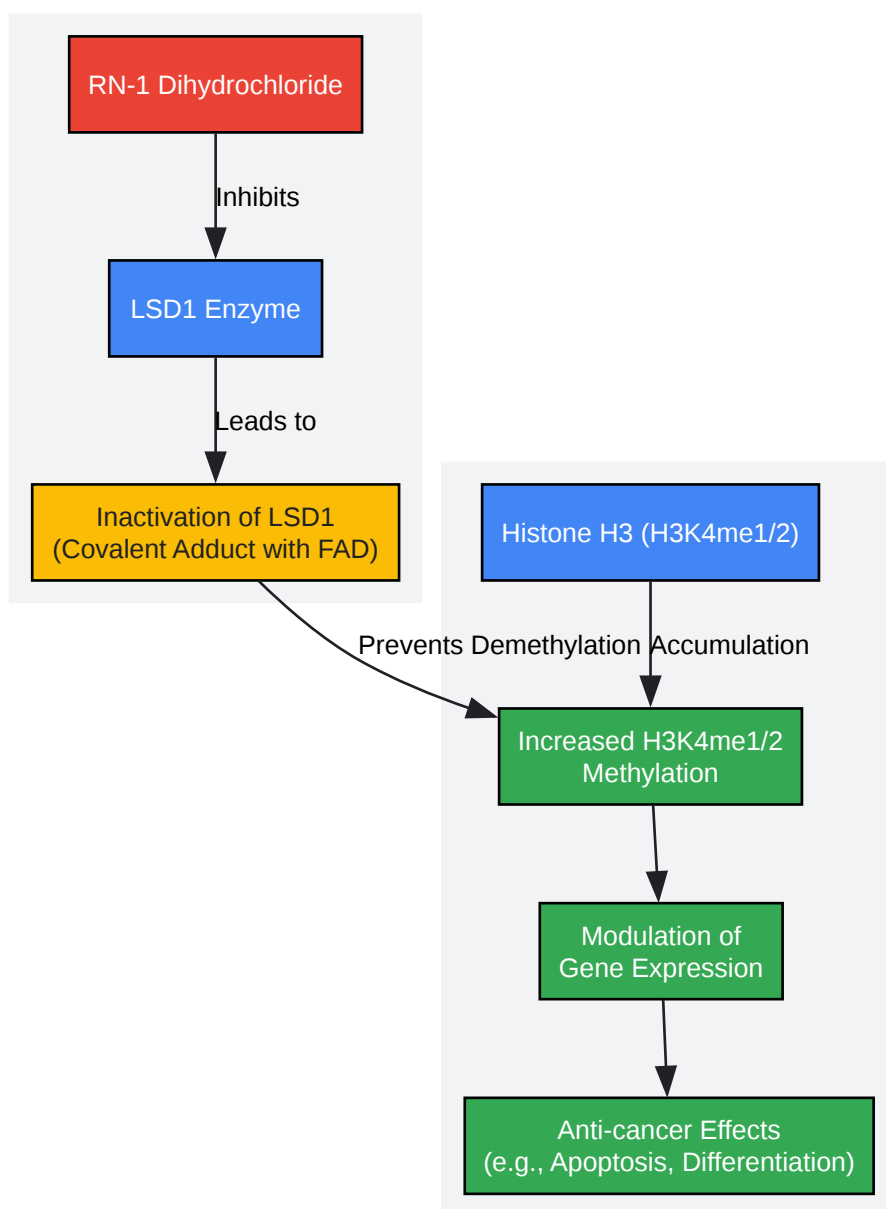 RN-1 Dihydrochloride
Inhibits
LSD1 Enzyme
Leads to
Inactivation of LSD1
(Covalent Adduct with FAD)
Histone H3 (H3K4me1/2)
Prevents Demethylation
Accumulation
Increased H3K4me1/2
Methylation
Modulation of
Gene Expression
Anti-cancer Effects
(e.g., Apoptosis, Differentiation)